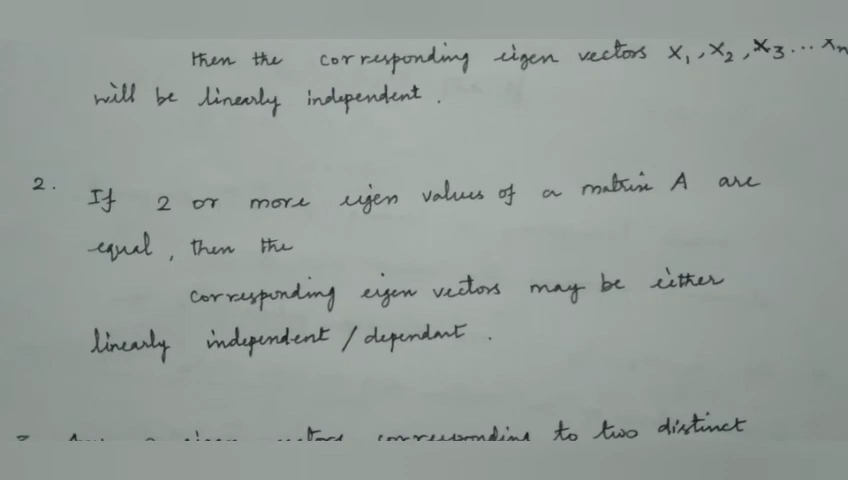 then the corresponding eigen vectors X1, X2, X3 ... Xn
will be linearly independent.
2. If 2 or more eigen values of a matrix A are
equal, then the
corresponding eigen vectors may be either
linearly independent / dependant.
corresponding to two distinct